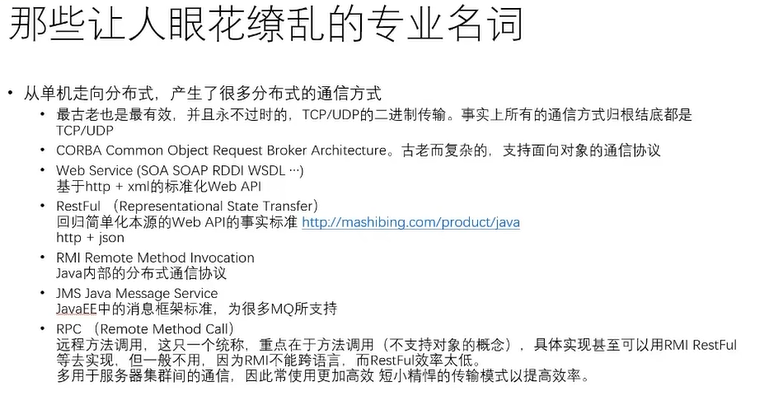 那些让人眼花缭乱的专业名词
• 从单机走向分布式，产生了很多分布式的通信方式
• 最古老也是最有效，并且永不过时的，TCP/UDP的二进制传输。事实上所有的通信方式归根结底都是
TCP/UDP
• CORBA Common Object Request Broker Architecture。古老而复杂的，支持面向对象的通信协议
• Web Service (SOA SOAP RDDI WSDL …)
基于http + xml的标准化Web API
• RestFul （Representational State Transfer）
回归简单化本源的Web API的事实标准 http://mashibing.com/product/java
http + json
• RMI Remote Method Invocation
Java内部的分布式通信协议
• JMS Java Message Service
JavaEE中的消息框架标准，为很多MQ所支持
• RPC （Remote Method Call）
远程方法调用，这只一个统称，重点在于方法调用（不支持对象的概念），具体实现甚至可以用RMI RestFul
等去实现，但一般不用，因为RMI不能跨语言，而RestFul效率太低。
多用于服务器集群间的通信，因此常使用更加高效 短小精悍的传输模式以提高效率。